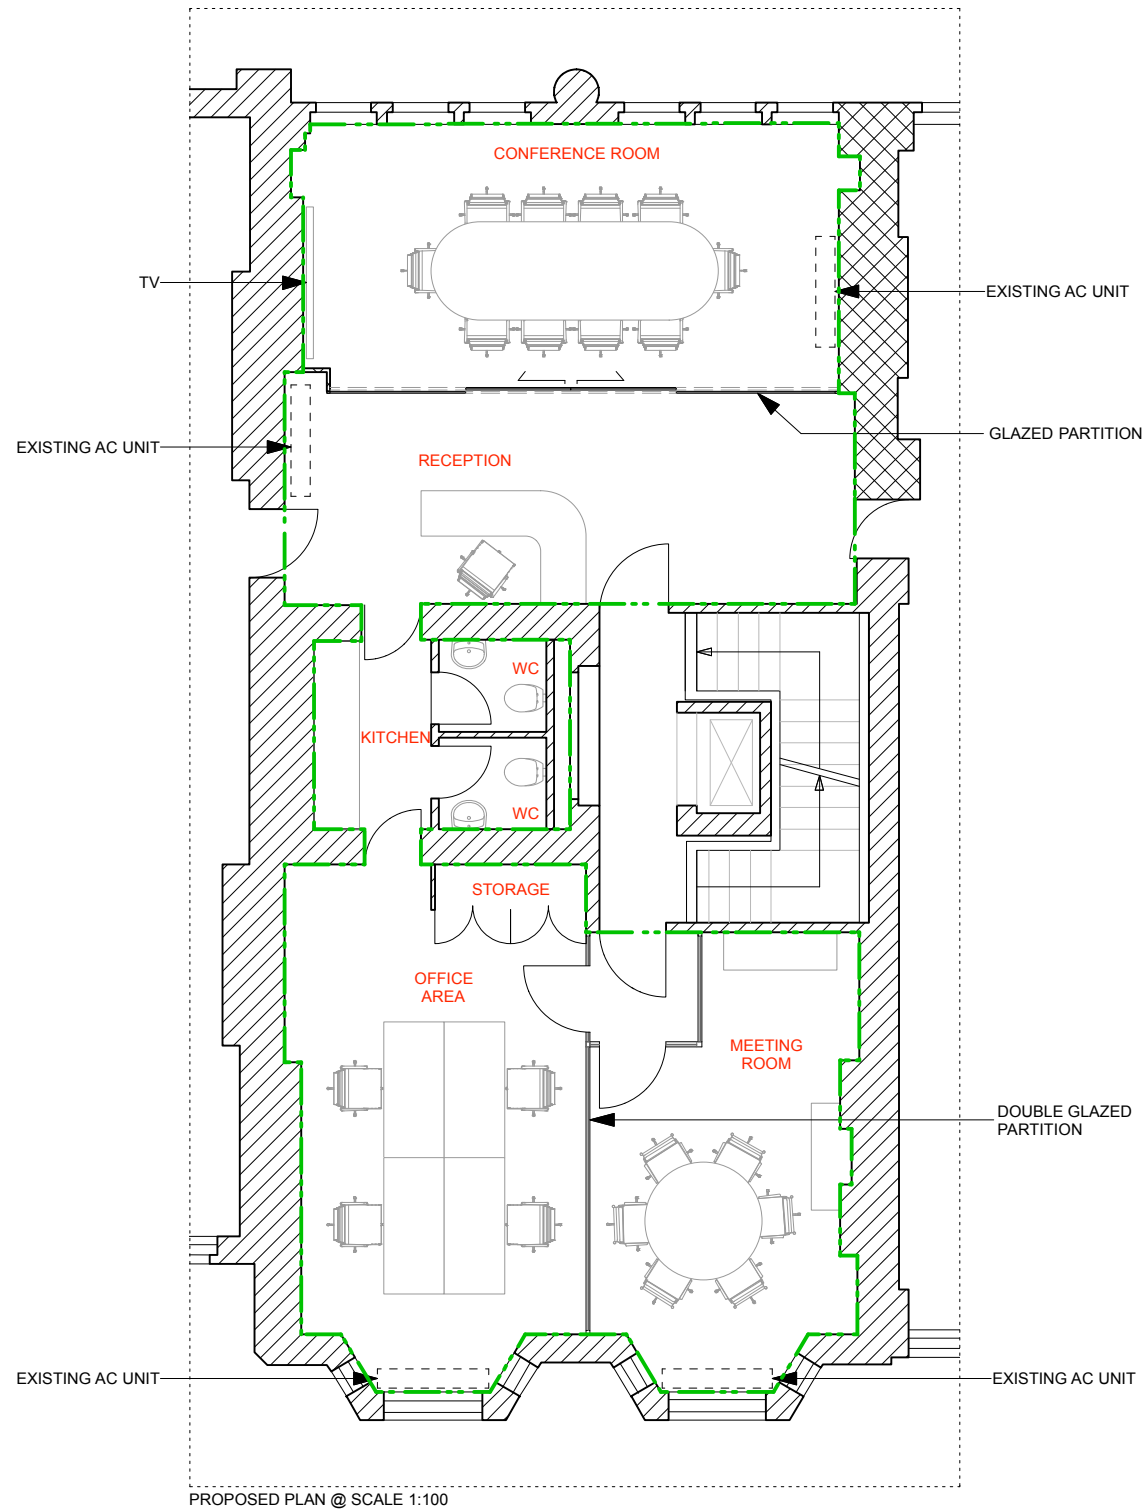 CONFERENCE ROOM
TV
EXISTING AC UNIT
GLAZED PARTITION
EXISTING AC UNIT
RECEPTION
WC
KITCHEN
WC
STORAGE
OFFICE
AREA
MEETING
ROOM
DOUBLE GLAZED
PARTITION
EXISTING AC UNIT
EXISTING AC UNIT
PROPOSED PLAN @ SCALE 1:100